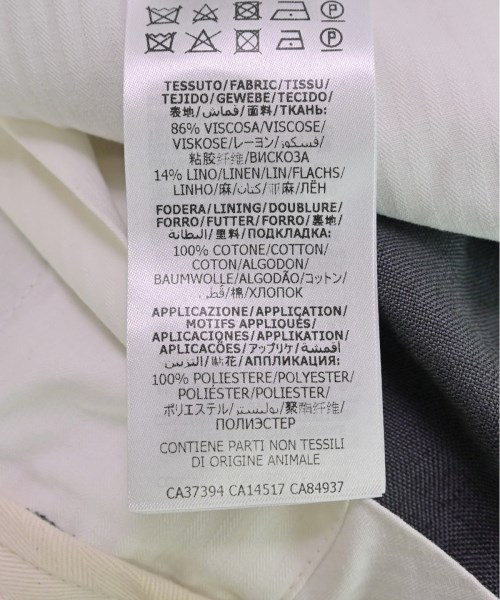 TESSUTO/FABRIC/TISSU/
TEJIDO/GEWEBE/TECIDO/
表地/قماش/面料/ТКАНЬ:
86% VISCOSA/VISCOSE/
VISKOSE/レーヨン/فسكوز/
粘胶纤维/ВИСКОЗА
14% LINO/LINEN/LIN/FLACHS/
LINHO/麻/كتان/亚麻/ЛЁН
FODERA/LINING/DOUBLURE/
FORRO/FUTTER/FORRO/裏地/
البطانة/里料/ПОДКЛАДКА:
100% COTONE/COTTON/
COTON/ALGODON/
BAUMWOLLE/ALGODÃO/コットン/
قطن/棉/ХЛОПОК
APPLICAZIONE/APPLICATION/
MOTIFS APPLIQUÉS/
APLICACIONES/APPLIKATION/
APLICACÕES/アップリケ/أقمشة
التزيين/貼花/АППЛИКАЦИЯ:
100% POLIESTERE/POLYESTER/
POLIÉSTER/POLIESTER/
ポリエステル/بوليستر/聚酯纤维/
ПОЛИЭСТЕР
CONTIENE PARTI NON TESSILI
DI ORIGINE ANIMALE
CA37394 CA14517 CA84937